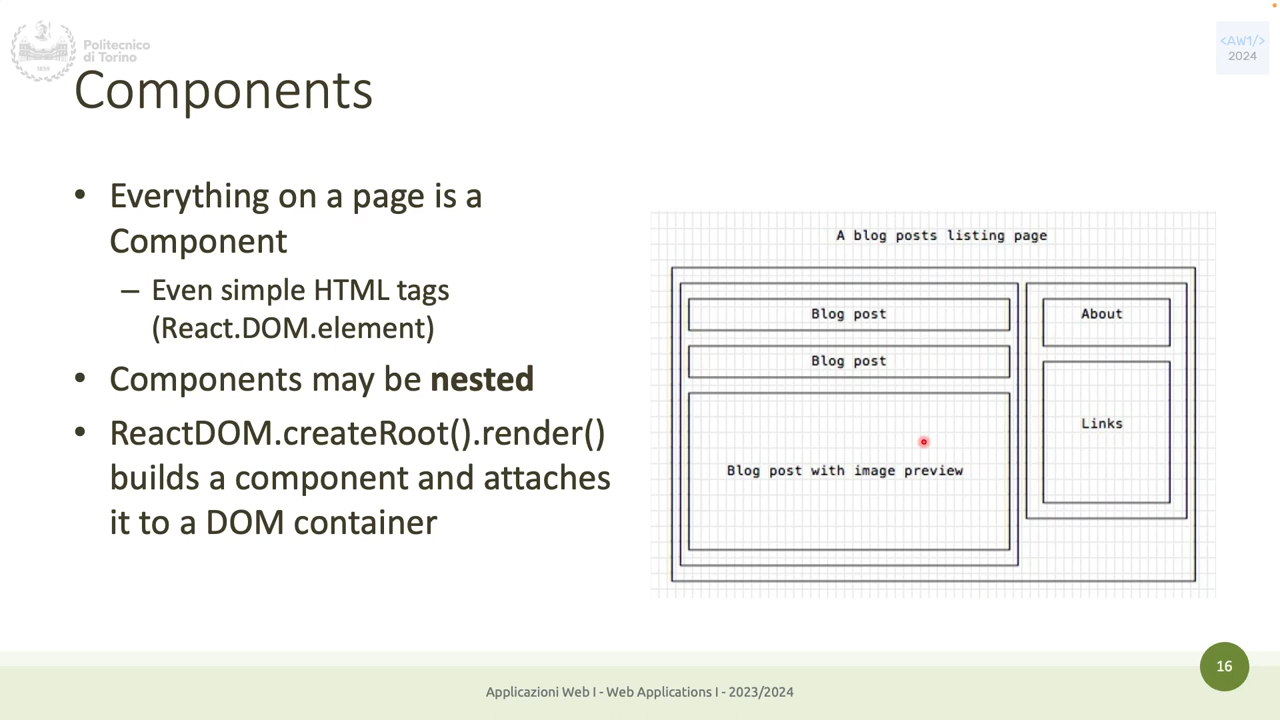 Politecnico
di Torino
1859
<AW1/>
2024
Components
• Everything on a page is a
Component
– Even simple HTML tags
(React.DOM.element)
• Components may be nested
• ReactDOM.createRoot().render()
builds a component and attaches
it to a DOM container
A blog posts listing page
Blog post
Blog post
Blog post with image preview
About
Links
16
Applicazioni Web I - Web Applications I - 2023/2024